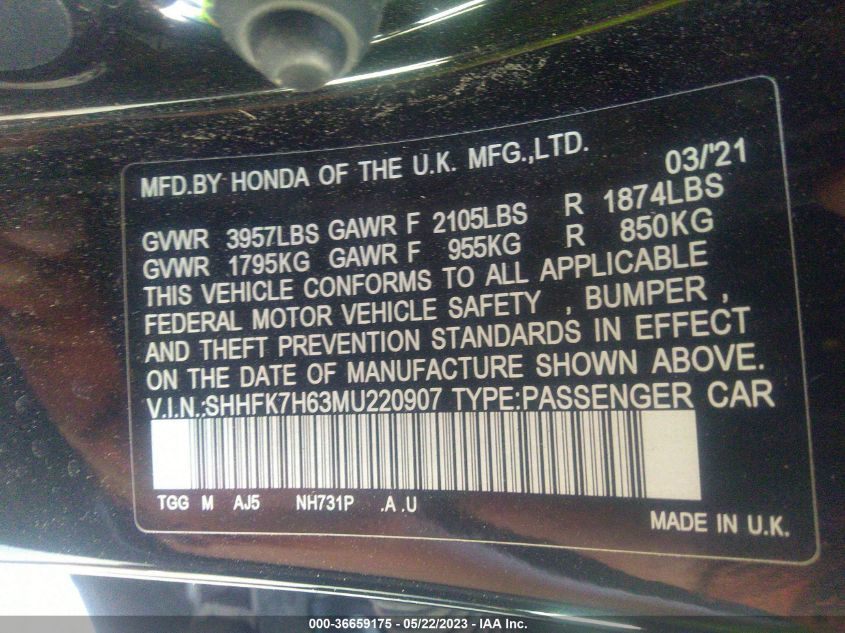 MFD.BY HONDA OF THE U.K. MFG.,LTD. 03/'21
GVWR 3957LBS GAWR F 2105LBS R 1874LBS
GVWR 1795KG GAWR F 955KG R 850KG
THIS VEHICLE CONFORMS TO ALL APPLICABLE
FEDERAL MOTOR VEHICLE SAFETY , BUMPER ,
AND THEFT PREVENTION STANDARDS IN EFFECT
ON THE DATE OF MANUFACTURE SHOWN ABOVE.
V.I.N.:SHHFK7H63MU220907 TYPE:PASSENGER CAR
TGG M AJ5 NH731P .A .U
MADE IN U.K.
000-36659175 - 05/22/2023 - IAA Inc.